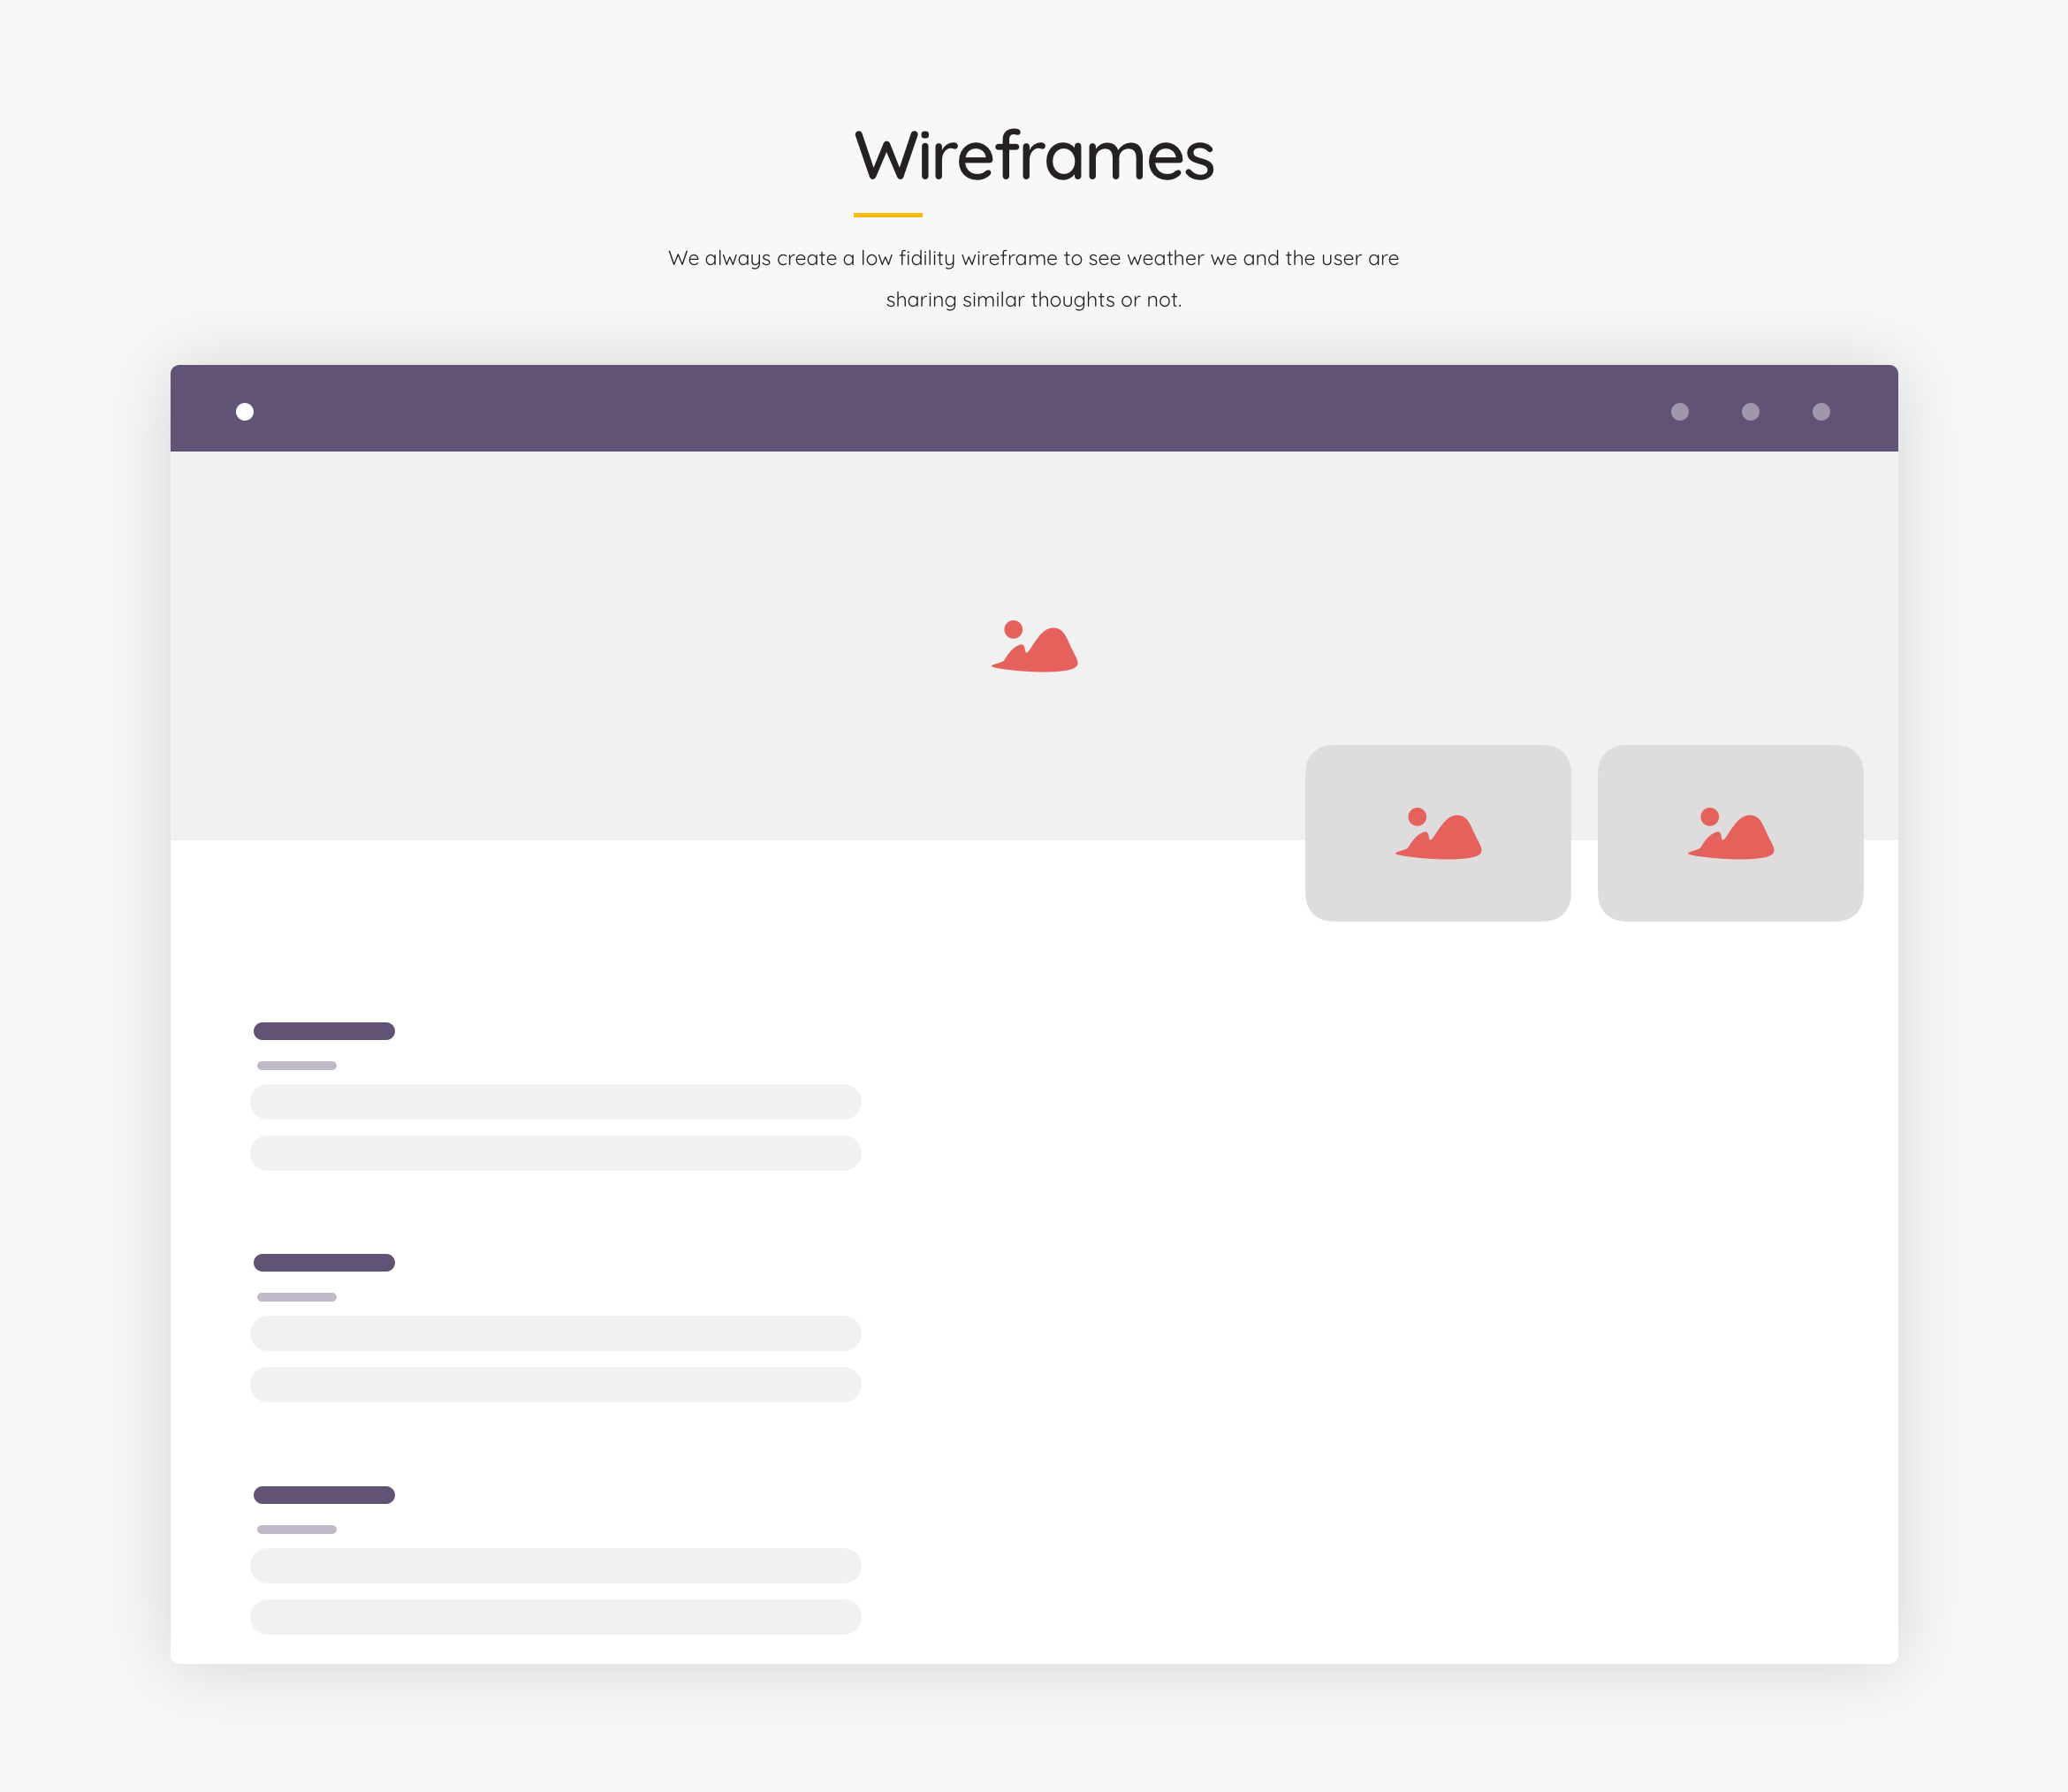 Wireframes
We always create a low fidility wireframe to see weather we and the user are
sharing similar thoughts or not.